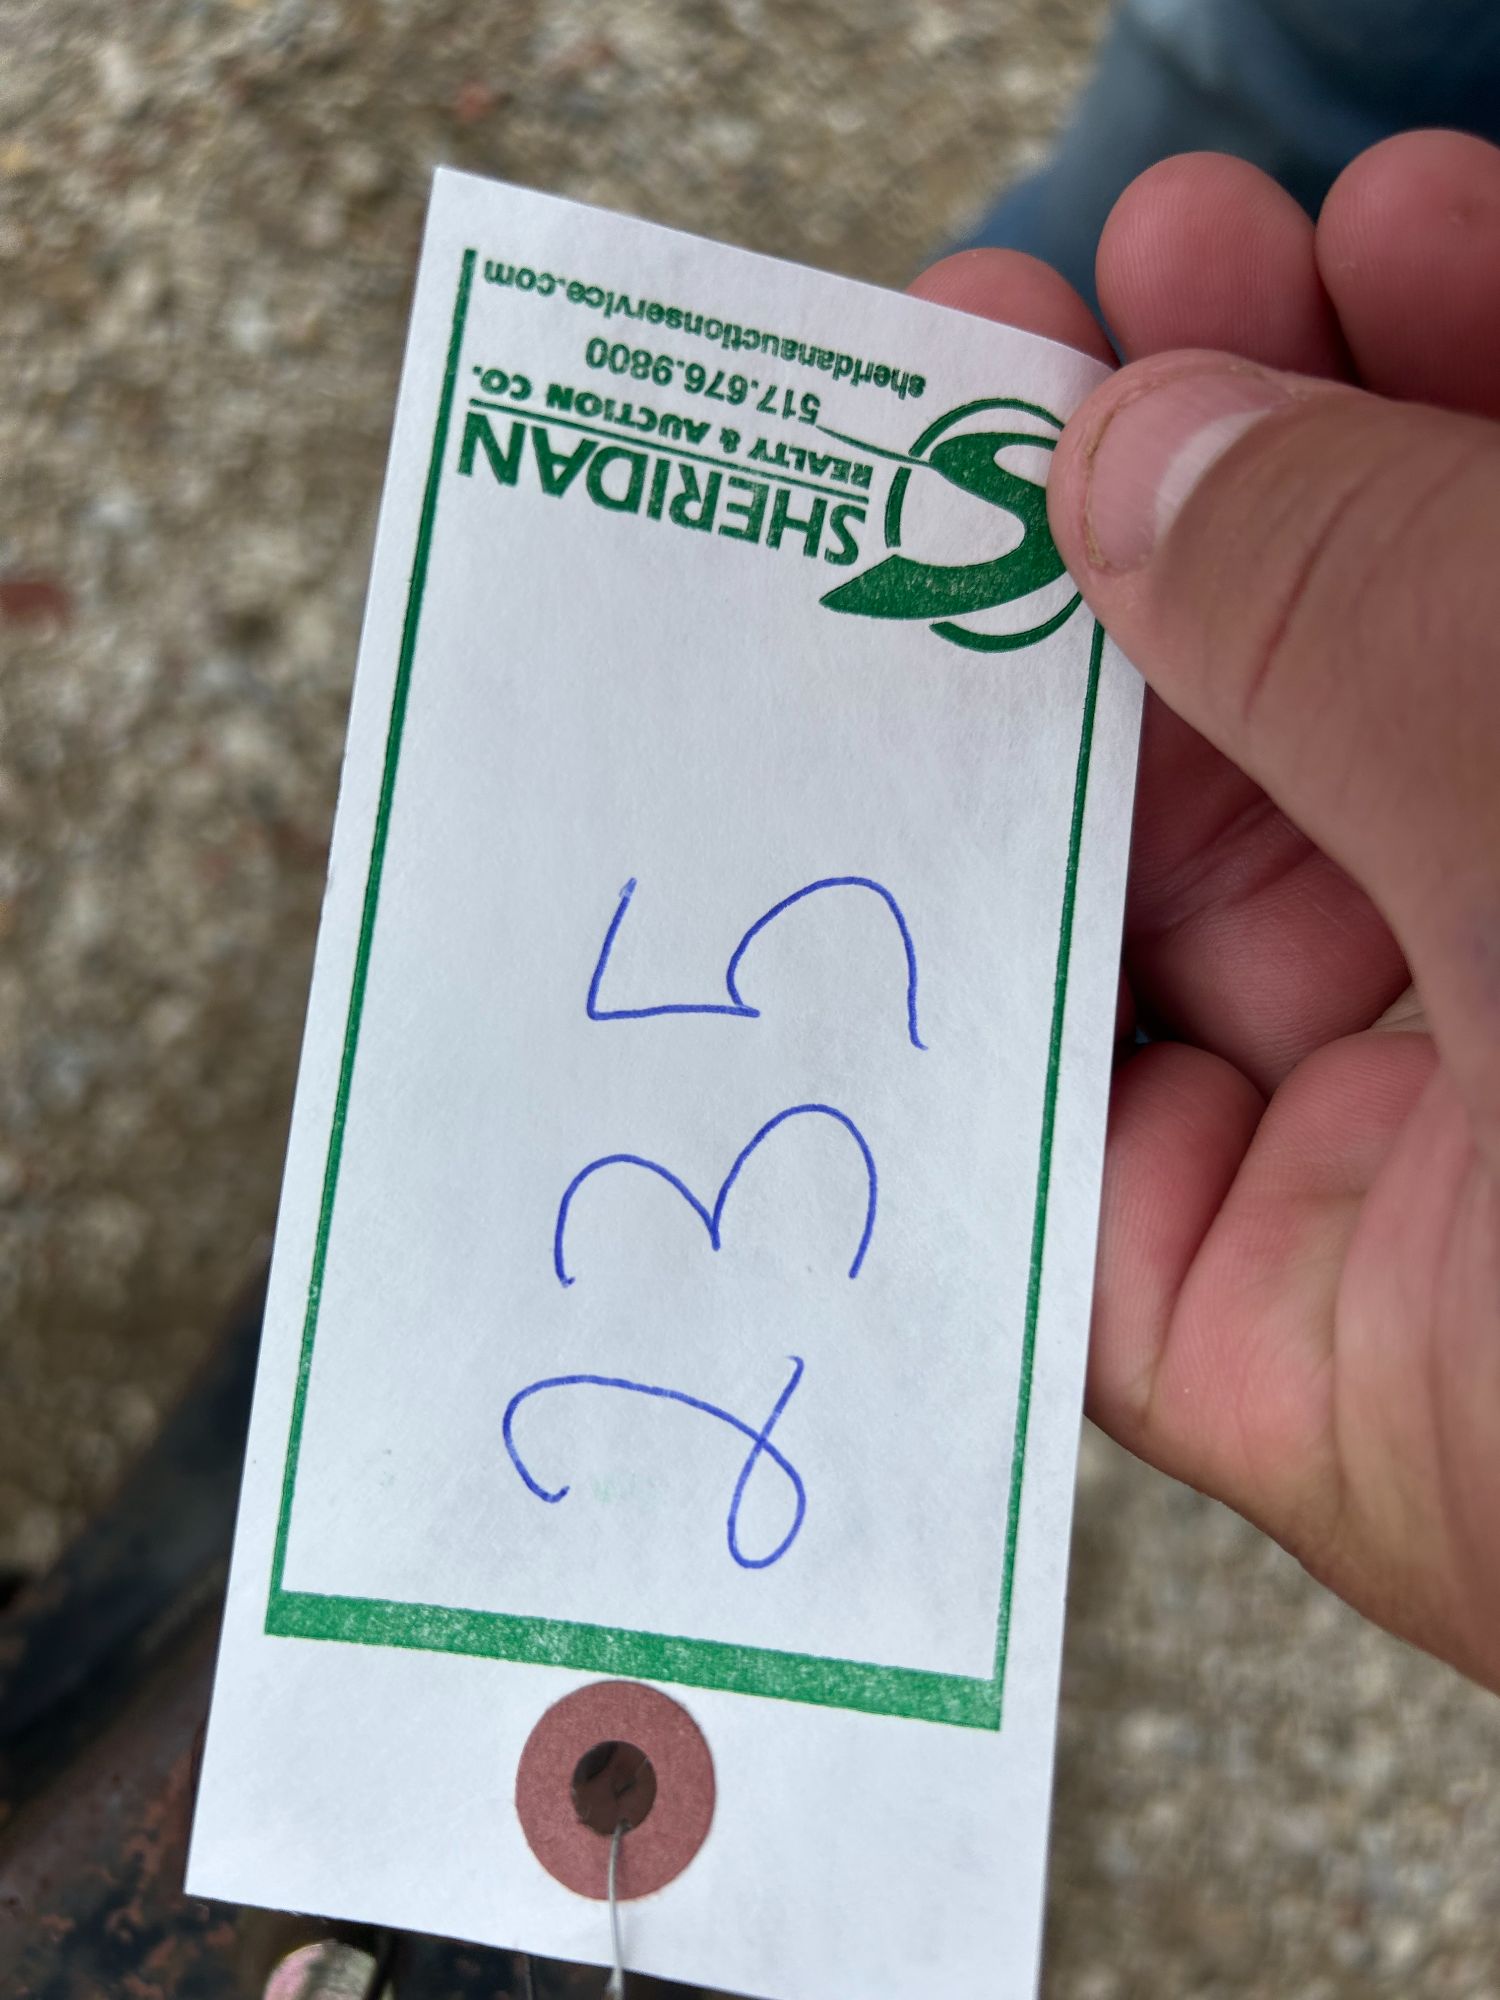 SHERIDAN
REALTY & AUCTION CO.
517.676.9800
sheridanauctionservice.com
235